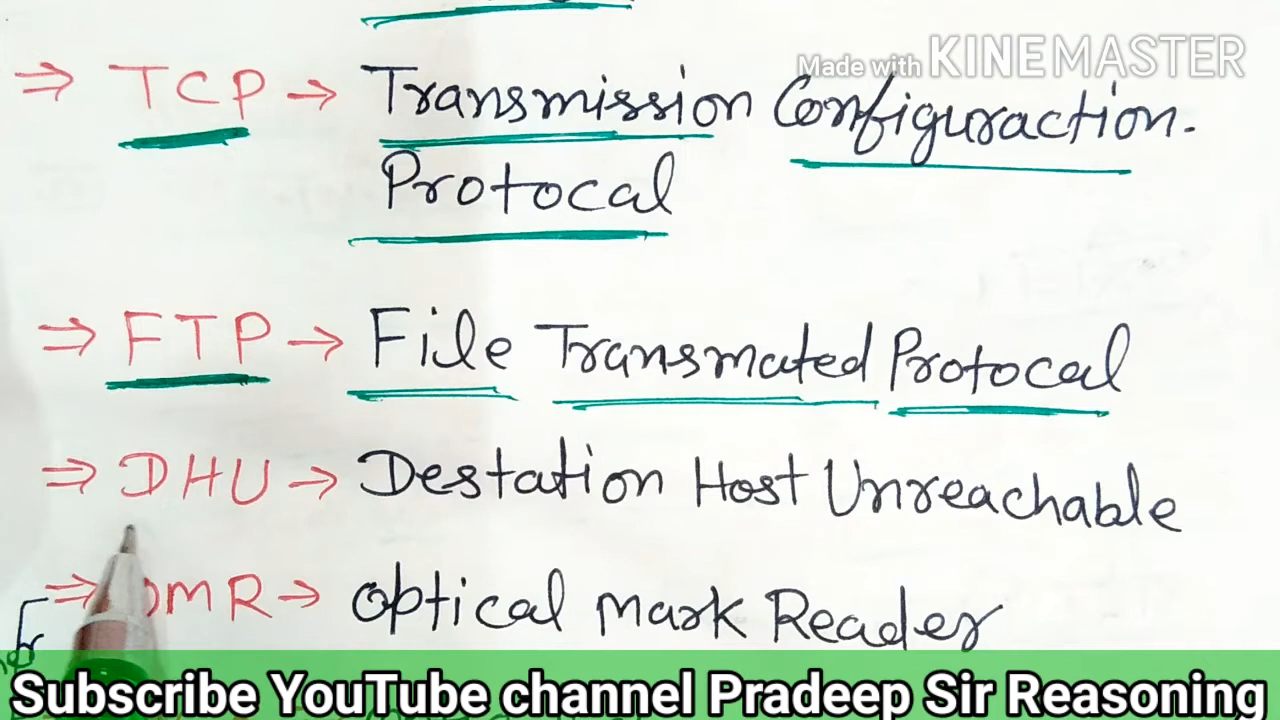 Made with KINEMASTER
⇒ TCP → Transmission Configuraction.
Protocal
⇒ FTP → File Transmated Protocal
⇒ DHU → Destation Host Unreachable
⇒ OMR → Optical Mark Reader
Subscribe YouTube channel Pradeep Sir Reasoning